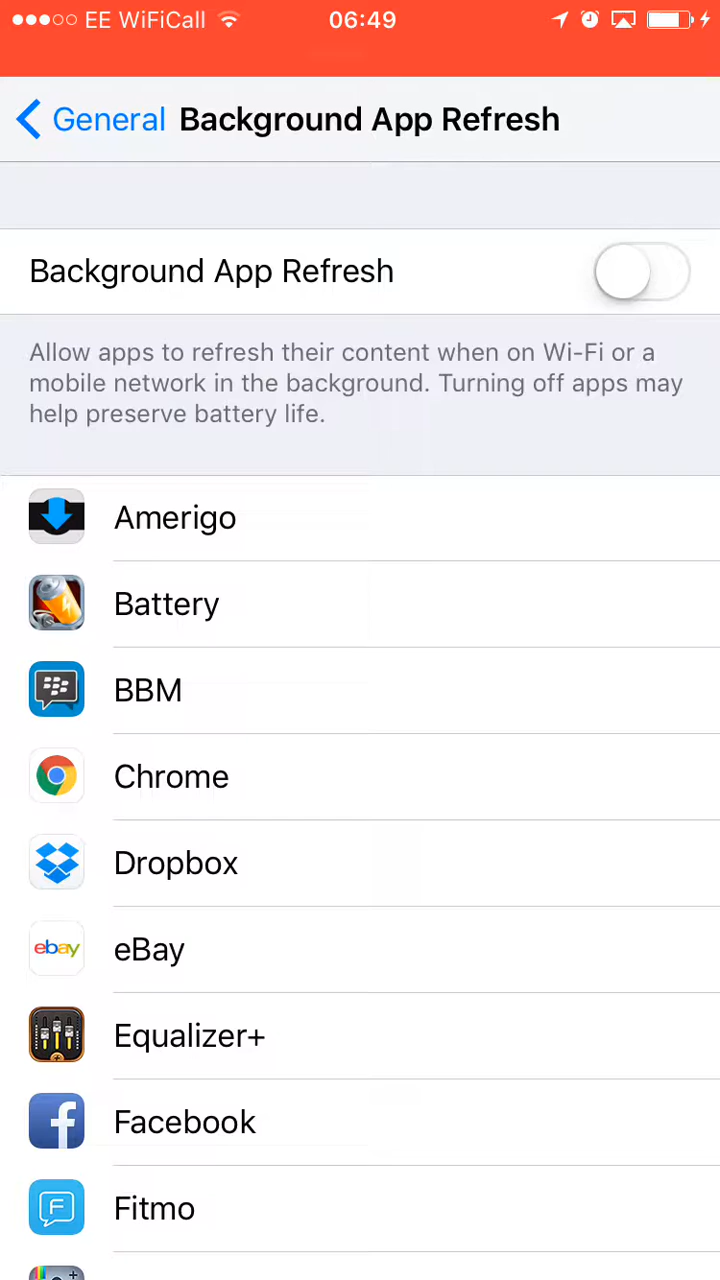 EE WiFiCall 06:49
General Background App Refresh
Background App Refresh
Allow apps to refresh their content when on Wi-Fi or a
mobile network in the background. Turning off apps may
help preserve battery life.
Amerigo
Battery
BBM
Chrome
Dropbox
ebay eBay
Equalizer+
Facebook
F Fitmo